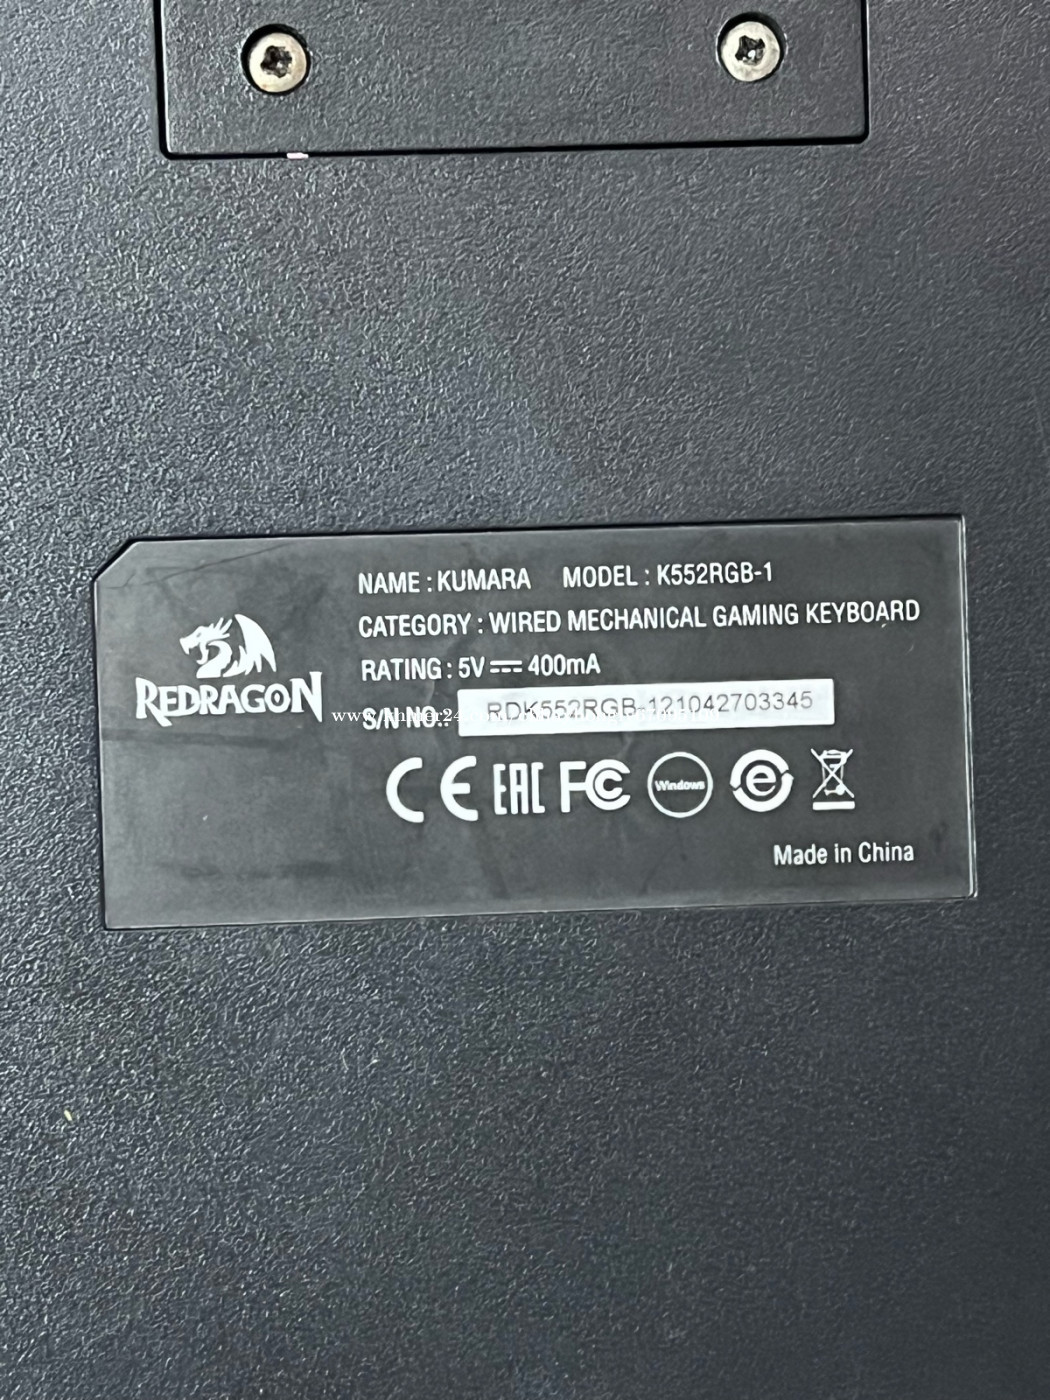 NAME : KUMARA MODEL : K552RGB-1
CATEGORY : WIRED MECHANICAL GAMING KEYBOARD
RATING : 5V 400mA
REDRAGON
S/N NO.: RDK552RGB-121042703345
CE EAC FC Windows e
Made in China